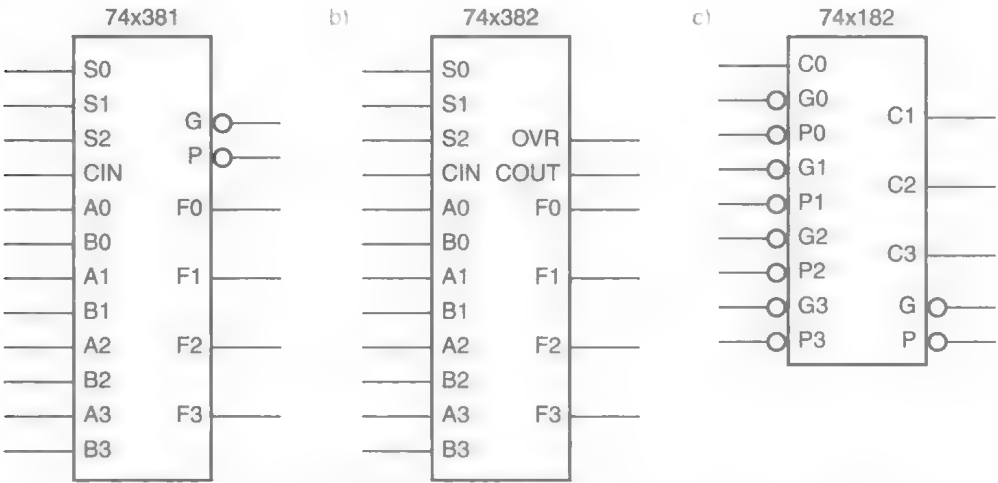 74x381
S0
S1
S2
CIN
A0
B0
A1
B1
A2
B2
A3
B3
G
P
F0
F1
F2
F3
b)
74x382
S0
S1
S2
CIN
A0
B0
A1
B1
A2
B2
A3
B3
OVR
COUT
F0
F1
F2
F3
c)
74x182
C0
G0
P0
G1
P1
G2
P2
G3
P3
C1
C2
C3
G
P